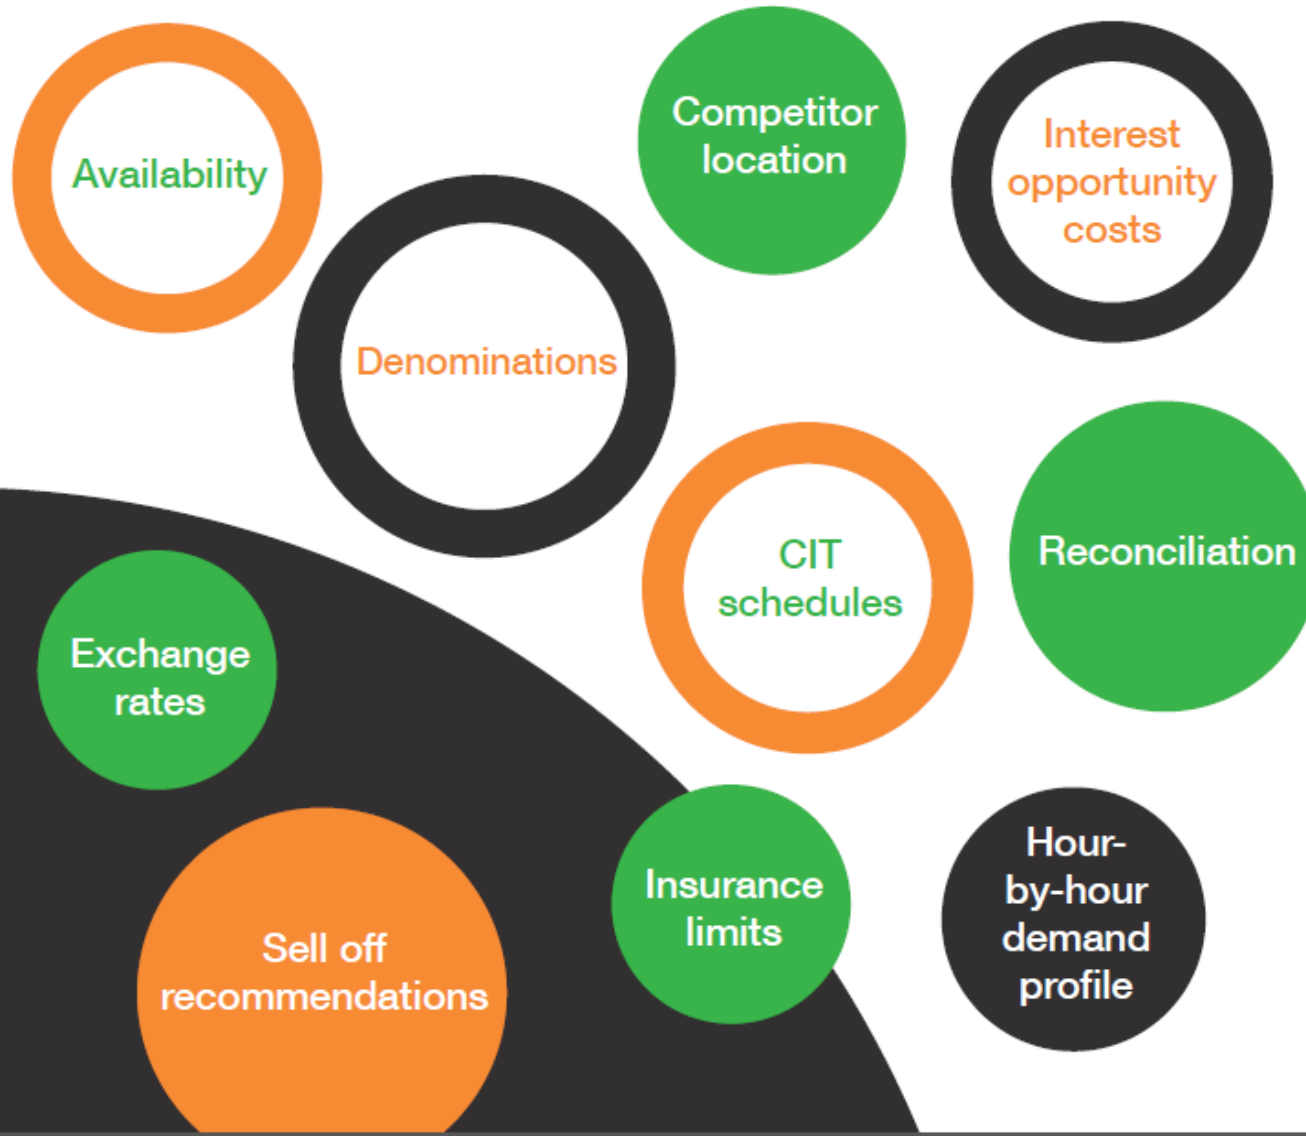 Availability
Competitor
location
Interest
opportunity
costs
Denominations
CIT
schedules
Reconciliation
Exchange
rates
Insurance
limits
Hour-
by-hour
demand
profile
Sell off
recommendations